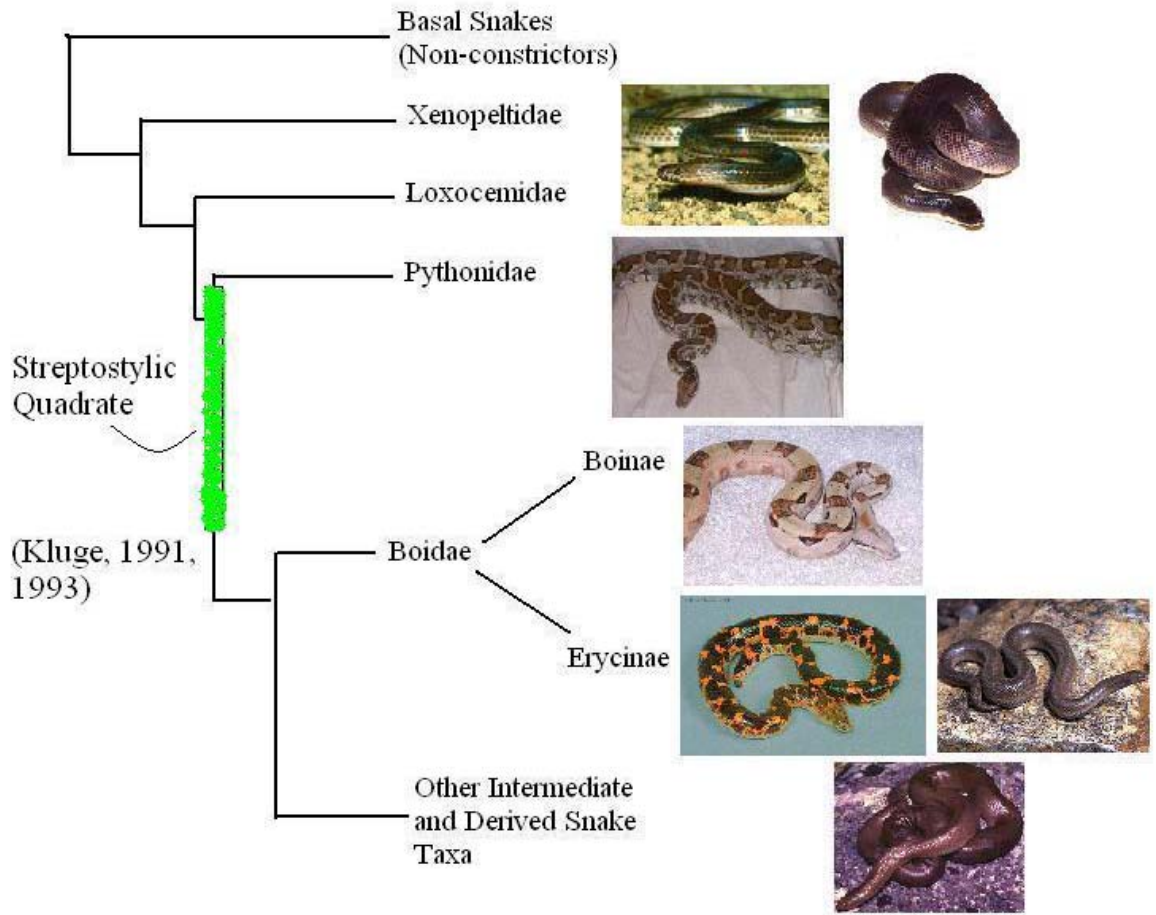 Basal Snakes
(Non-constrictors)
Xenopeltidae
Loxocemidae
Pythonidae
Streptostylic
Quadrate
Boinae
(Kluge, 1991,
1993)
Boidae
Erycinae
Other Intermediate
and Derived Snake
Taxa